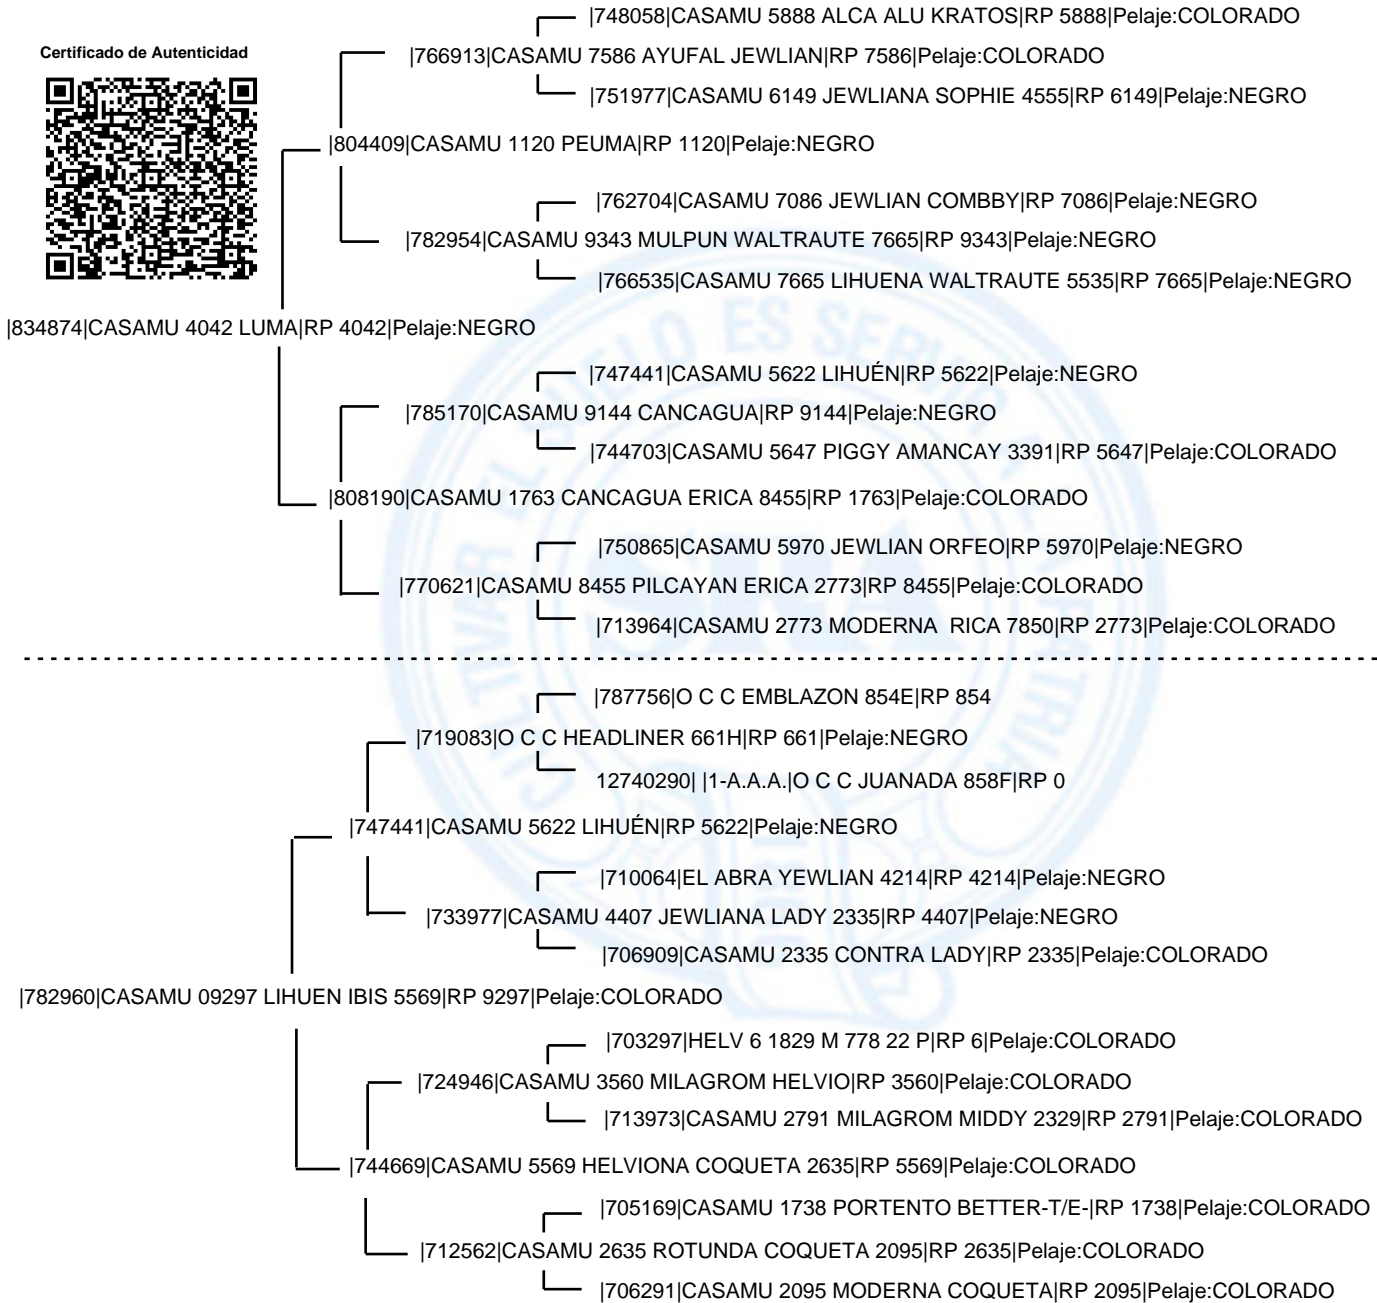 |748058|CASAMU 5888 ALCA ALU KRATOS|RP 5888|Pelaje:COLORADO
Certificado de Autenticidad
|766913|CASAMU 7586 AYUFAL JEWLIAN|RP 7586|Pelaje:COLORADO
|751977|CASAMU 6149 JEWLIANA SOPHIE 4555|RP 6149|Pelaje:NEGRO
|804409|CASAMU 1120 PEUMA|RP 1120|Pelaje:NEGRO
|762704|CASAMU 7086 JEWLIAN COMBBY|RP 7086|Pelaje:NEGRO
|782954|CASAMU 9343 MULPUN WALTRAUTE 7665|RP 9343|Pelaje:NEGRO
|766535|CASAMU 7665 LIHUENA WALTRAUTE 5535|RP 7665|Pelaje:NEGRO
|834874|CASAMU 4042 LUMA|RP 4042|Pelaje:NEGRO
|747441|CASAMU 5622 LIHUÉN|RP 5622|Pelaje:NEGRO
|785170|CASAMU 9144 CANCAGUA|RP 9144|Pelaje:NEGRO
|744703|CASAMU 5647 PIGGY AMANCAY 3391|RP 5647|Pelaje:COLORADO
|808190|CASAMU 1763 CANCAGUA ERICA 8455|RP 1763|Pelaje:COLORADO
|750865|CASAMU 5970 JEWLIAN ORFEO|RP 5970|Pelaje:NEGRO
|770621|CASAMU 8455 PILCAYAN ERICA 2773|RP 8455|Pelaje:COLORADO
|713964|CASAMU 2773 MODERNA  RICA 7850|RP 2773|Pelaje:COLORADO
|787756|O C C EMBLAZON 854E|RP 854
|719083|O C C HEADLINER 661H|RP 661|Pelaje:NEGRO
12740290| |1-A.A.A.|O C C JUANADA 858F|RP 0
|747441|CASAMU 5622 LIHUÉN|RP 5622|Pelaje:NEGRO
|710064|EL ABRA YEWLIAN 4214|RP 4214|Pelaje:NEGRO
|733977|CASAMU 4407 JEWLIANA LADY 2335|RP 4407|Pelaje:NEGRO
|706909|CASAMU 2335 CONTRA LADY|RP 2335|Pelaje:COLORADO
|782960|CASAMU 09297 LIHUEN IBIS 5569|RP 9297|Pelaje:COLORADO
|703297|HELV 6 1829 M 778 22 P|RP 6|Pelaje:COLORADO
|724946|CASAMU 3560 MILAGROM HELVIO|RP 3560|Pelaje:COLORADO
|713973|CASAMU 2791 MILAGROM MIDDY 2329|RP 2791|Pelaje:COLORADO
|744669|CASAMU 5569 HELVIONA COQUETA 2635|RP 5569|Pelaje:COLORADO
|705169|CASAMU 1738 PORTENTO BETTER-T/E-|RP 1738|Pelaje:COLORADO
|712562|CASAMU 2635 ROTUNDA COQUETA 2095|RP 2635|Pelaje:COLORADO
|706291|CASAMU 2095 MODERNA COQUETA|RP 2095|Pelaje:COLORADO
CULTIVAR EL SUELO ES SERVIR A LA PATRIA
SRA
1866